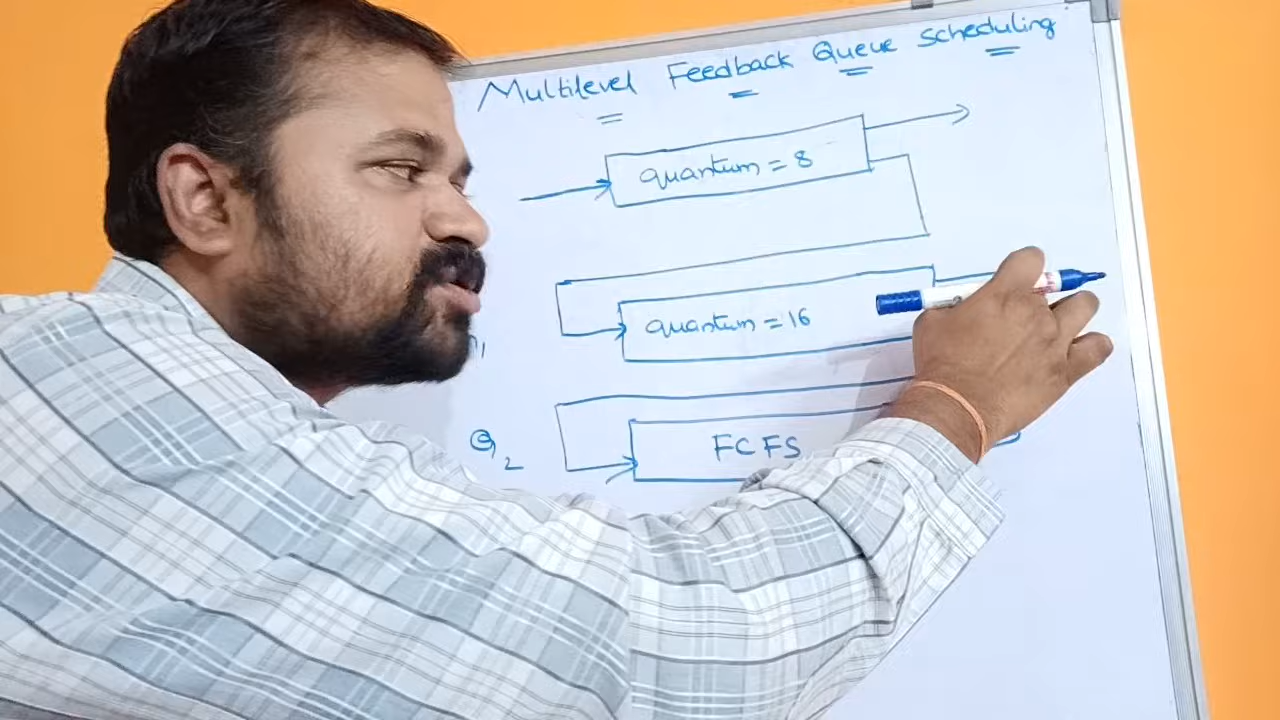 Multilevel Feedback Queue Scheduling
quantum = 8
quantum = 16
Q2
FCFS